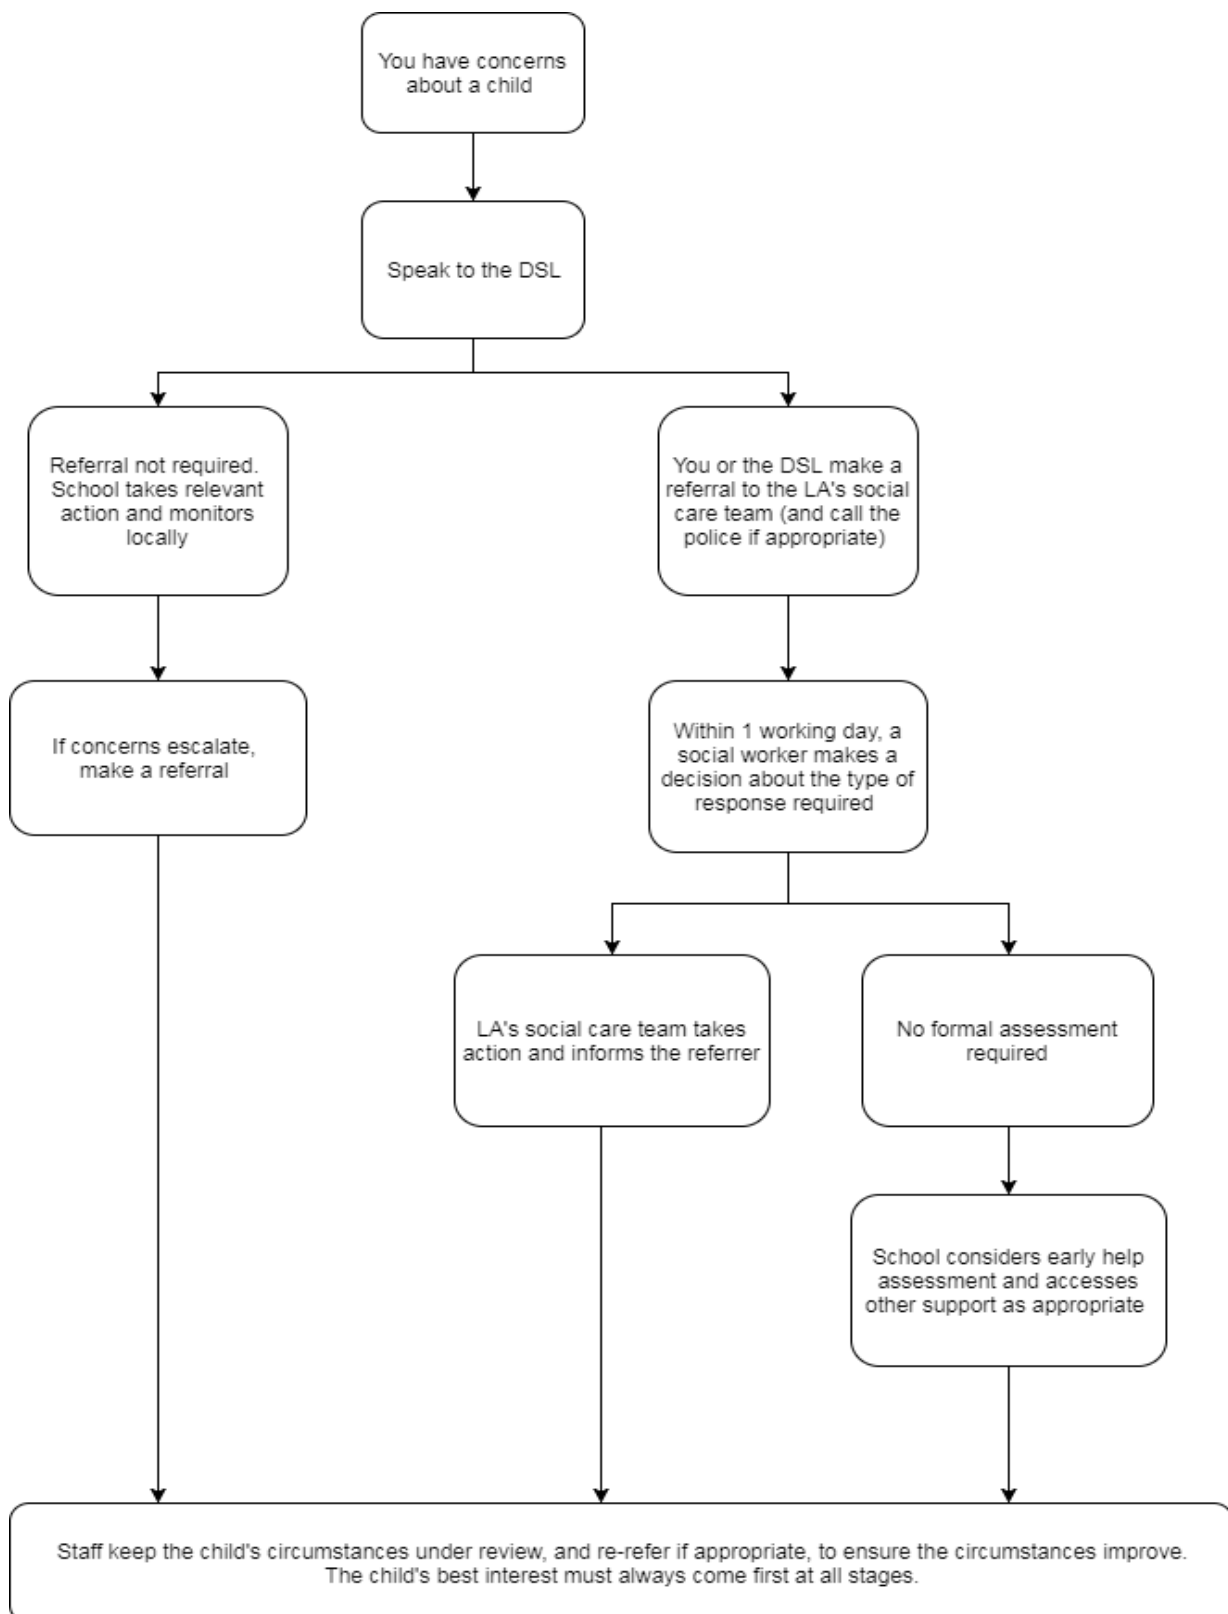 You have concerns
about a child
Speak to the DSL
Referral not required.
School takes relevant
action and monitors
locally
You or the DSL make a
referral to the LA's social
care team (and call the
police if appropriate)
If concerns escalate,
make a referral
Within 1 working day, a
social worker makes a
decision about the type of
response required
LA's social care team takes
action and informs the referrer
No formal assessment
required
School considers early help
assessment and accesses
other support as appropriate
Staff keep the child's circumstances under review, and re-refer if appropriate, to ensure the circumstances improve.
The child's best interest must always come first at all stages.